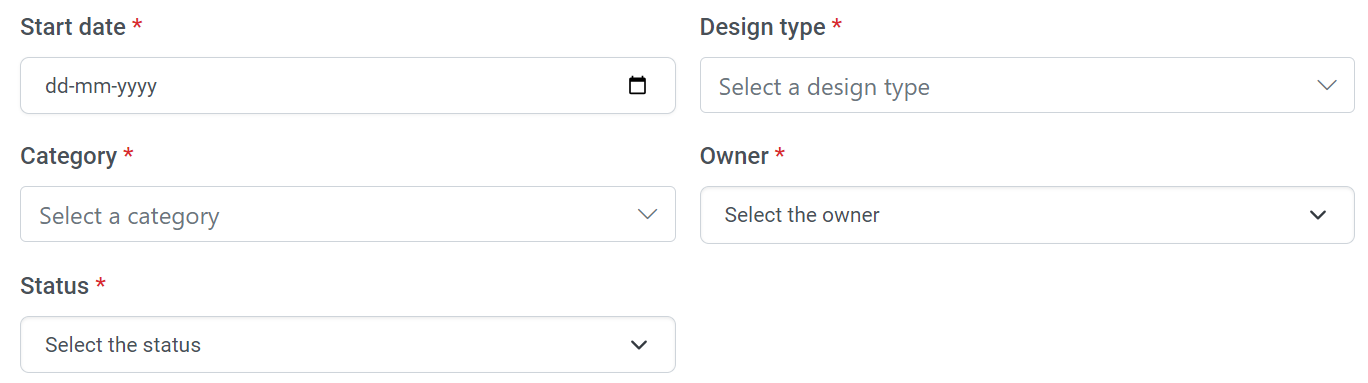 Start date *
Design type *
dd-mm-yyyy
Select a design type
Category *
Owner *
Select a category
Select the owner
Status *
Select the status